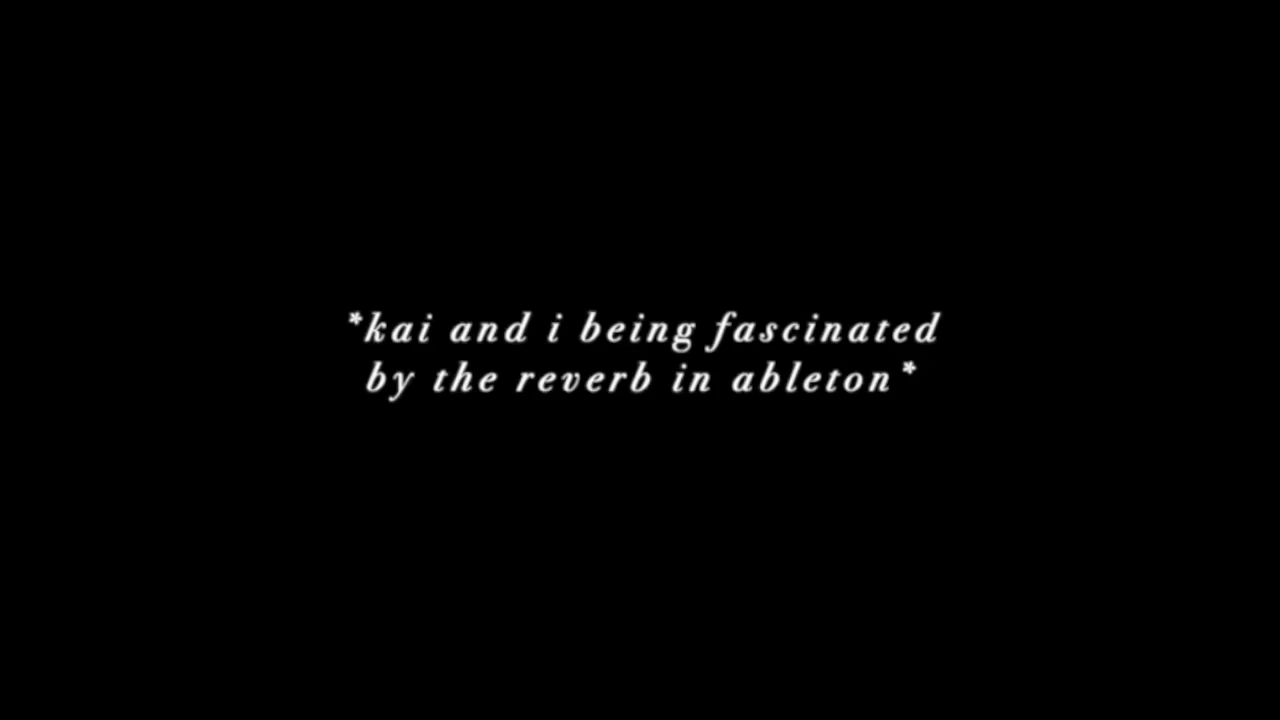 *kai and i being fascinated
by the reverb in ableton*